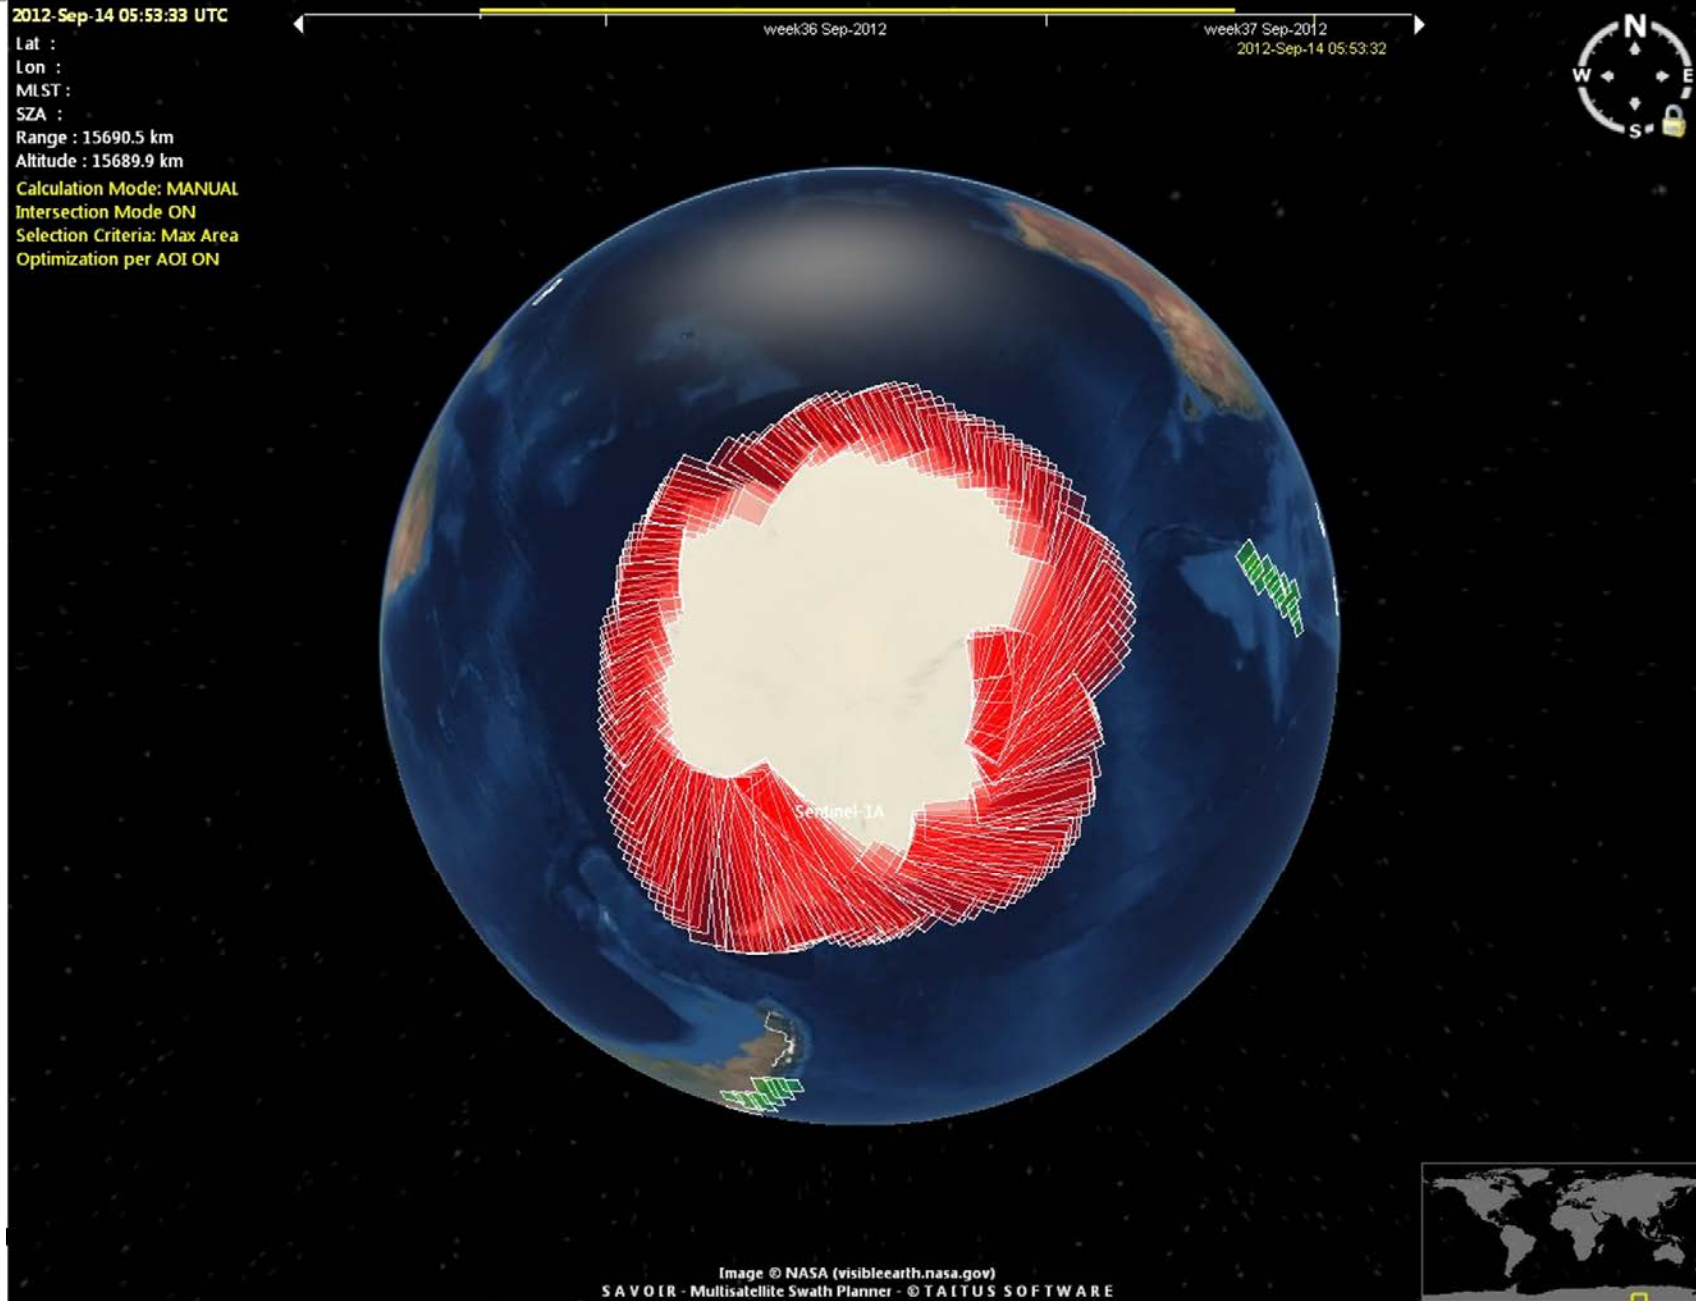 2012-Sep-14 05:53:33 UTC
Lat :
Lon :
MLST :
SZA :
Range : 15690.5 km
Altitude : 15689.9 km
Calculation Mode: MANUAL
Intersection Mode ON
Selection Criteria: Max Area
Optimization per AOI ON
week36 Sep-2012
week37 Sep-2012
2012-Sep-14 05:53:32
N
W
E
S
Sentinel-1A
Image © NASA (visibleearth.nasa.gov)
SAVOIR - Multisatellite Swath Planner - © TAITUS SOFTWARE